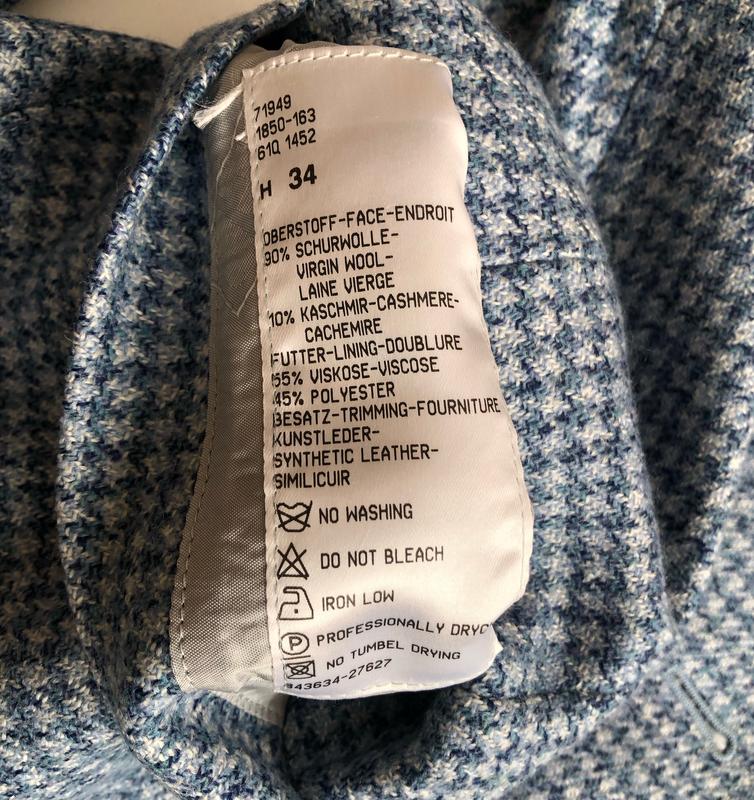 71949
1850-163
61Q 1452
H 34
OBERSTOFF-FACE-ENDROIT
90% SCHURWOLLE-
VIRGIN WOOL-
LAINE VIERGE
10% KASCHMIR-CASHMERE-
CACHEMIRE
FUTTER-LINING-DOUBLURE
55% VISKOSE-VISCOSE
45% POLYESTER
BESATZ-TRIMMING-FOURNITURE
KUNSTLEDER-
SYNTHETIC LEATHER-
SIMILICUIR
NO WASHING
DO NOT BLEACH
IRON LOW
P PROFESSIONALLY DRYC
NO TUMBEL DRYING
43634-27627